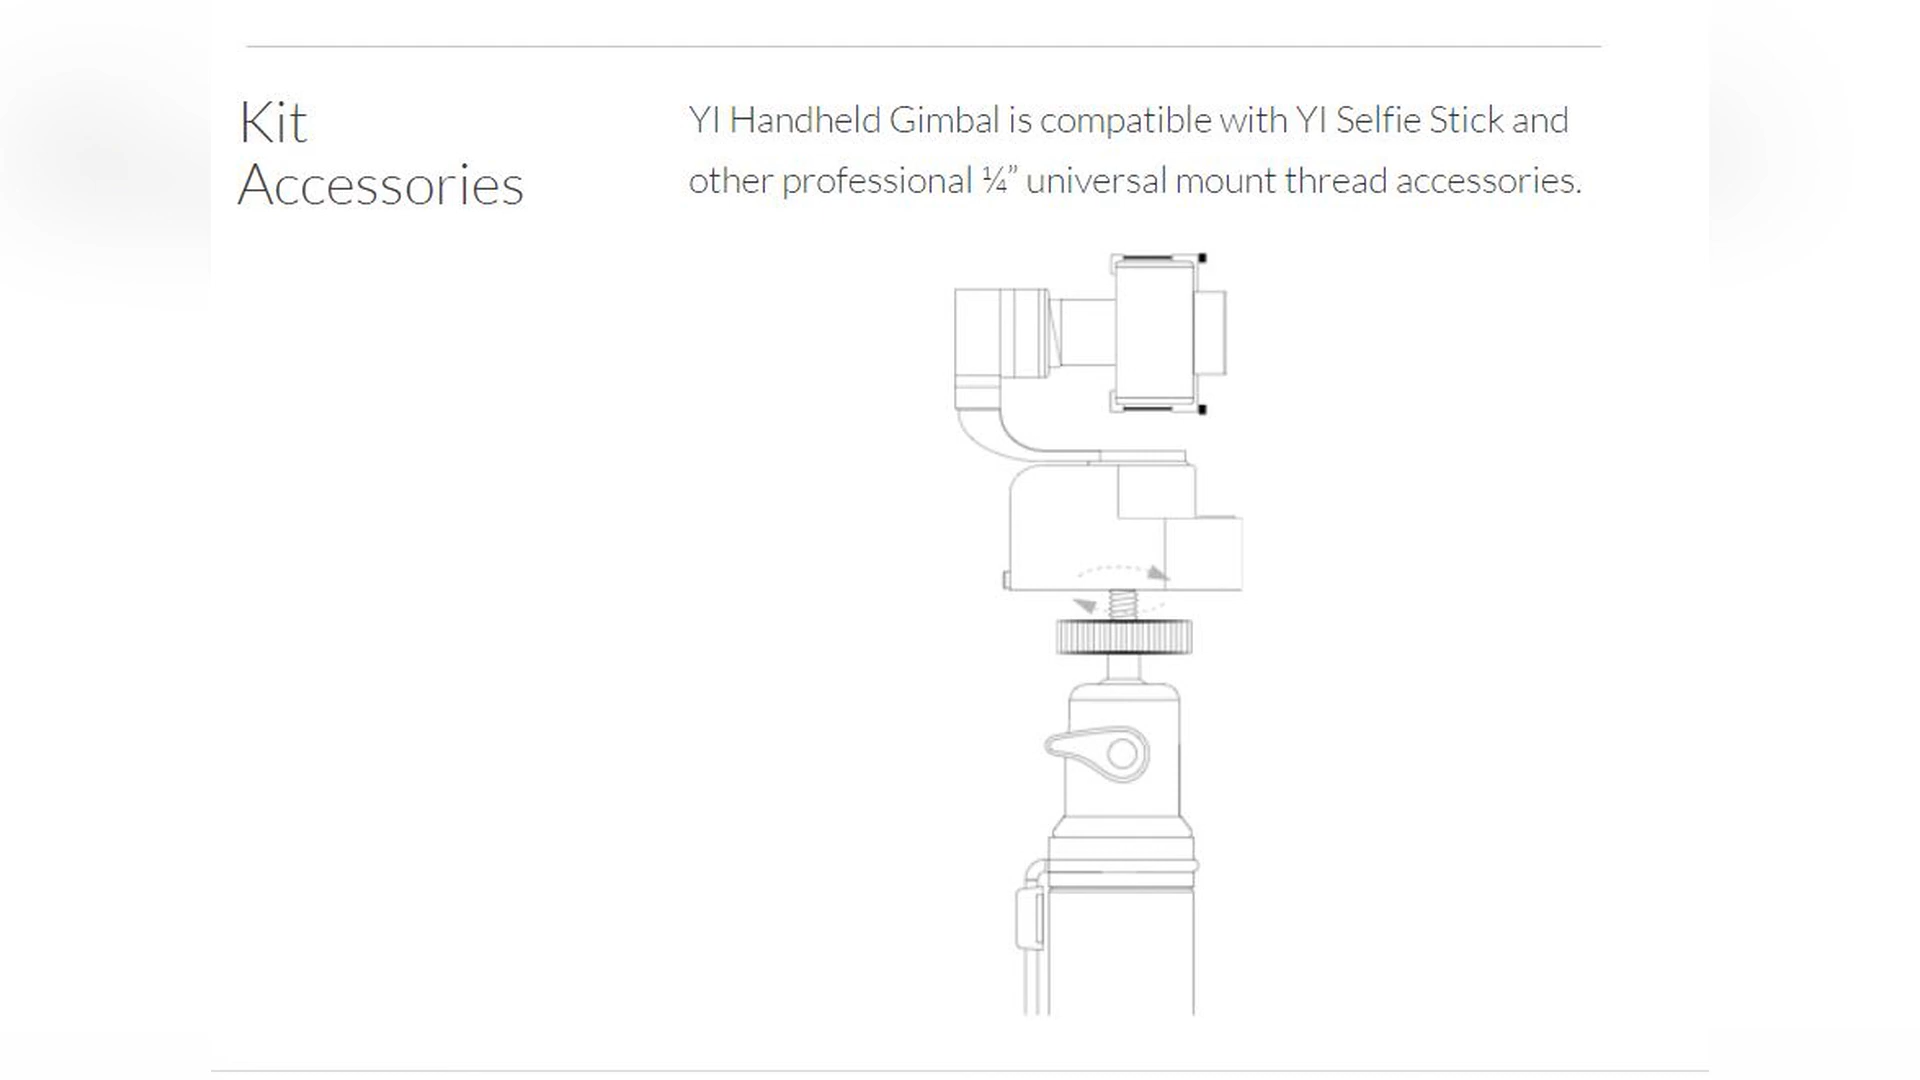 Kit
Accessories
YI Handheld Gimbal is compatible with YI Selfie Stick and
other professional ¼” universal mount thread accessories.